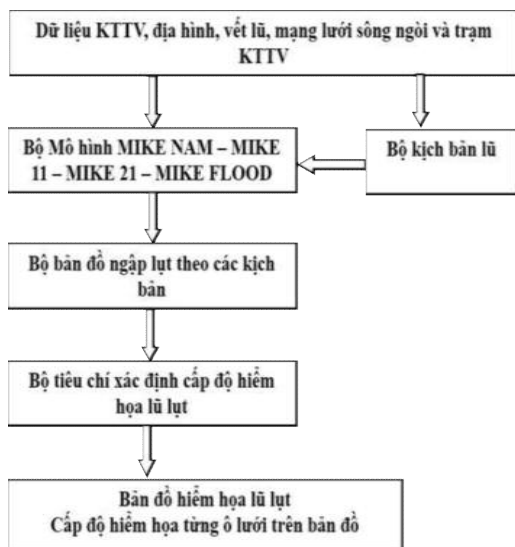 Dữ liệu KTTV, địa hình, vết lũ, mạng lưới sông ngòi và trạm
KTTV
Bộ Mô hình MIKE NAM – MIKE
11 – MIKE 21 – MIKE FLOOD
Bộ kịch bản lũ
Bộ bản đồ ngập lụt theo các kịch
bản
Bộ tiêu chí xác định cấp độ hiểm
họa lũ lụt
Bản đồ hiểm họa lũ lụt
Cấp độ hiểm họa từng ô lưới trên bản đồ